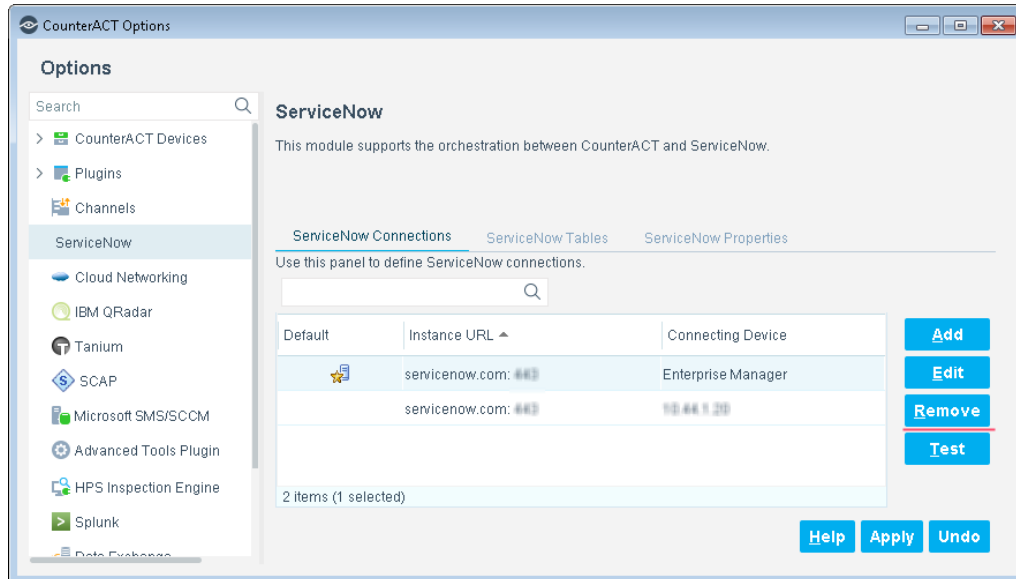 CounterACT Options
Options
Search
CounterACT Devices
Plugins
Channels
ServiceNow
Cloud Networking
IBM QRadar
Tanium
SCAP
Microsoft SMS/SCCM
Advanced Tools Plugin
HPS Inspection Engine
Splunk
Data Exchange
ServiceNow
This module supports the orchestration between CounterACT and ServiceNow.
ServiceNow Connections ServiceNow Tables ServiceNow Properties
Use this panel to define ServiceNow connections.
Default Instance URL Connecting Device
servicenow.com: Enterprise Manager
servicenow.com:
2 items (1 selected)
Add
Edit
Remove
Test
Help Apply Undo